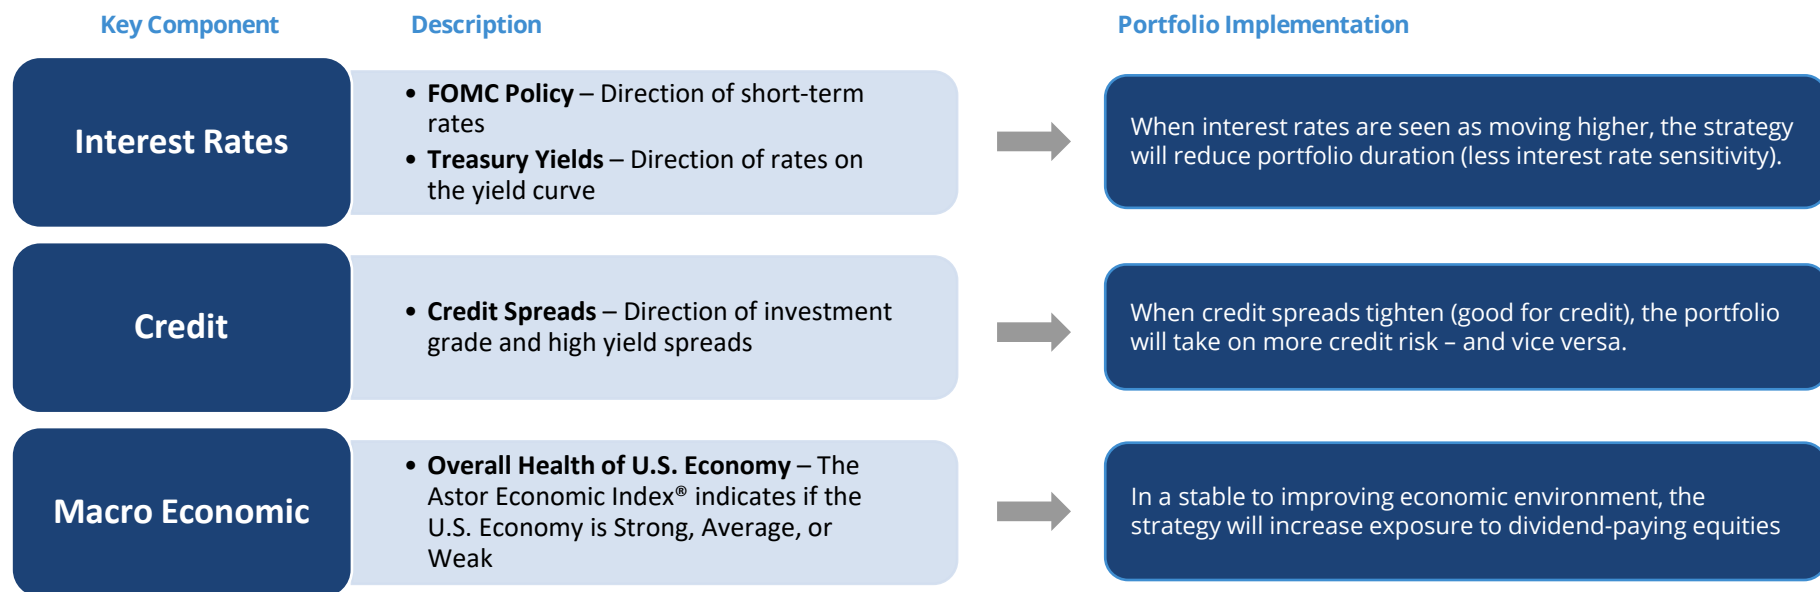 Key Component
Description
Portfolio Implementation
Interest Rates
• FOMC Policy – Direction of short-term
rates
• Treasury Yields – Direction of rates on
the yield curve
When interest rates are seen as moving higher, the strategy
will reduce portfolio duration (less interest rate sensitivity).
Credit
• Credit Spreads – Direction of investment
grade and high yield spreads
When credit spreads tighten (good for credit), the portfolio
will take on more credit risk – and vice versa.
Macro Economic
• Overall Health of U.S. Economy – The
Astor Economic Index® indicates if the
U.S. Economy is Strong, Average, or
Weak
In a stable to improving economic environment, the
strategy will increase exposure to dividend-paying equities